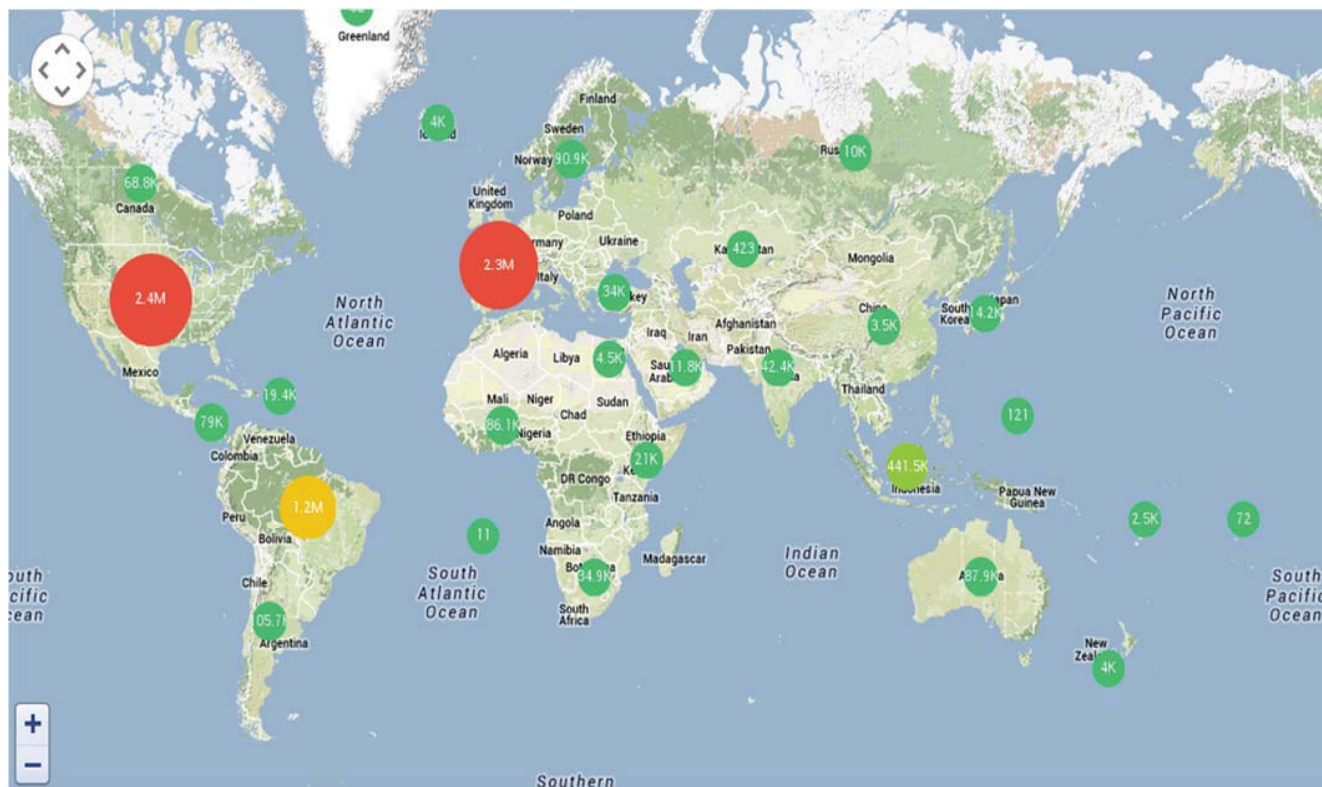 Greenland
4K
Finland
Sweden
Norway
90.9K
10K
68.8K
Canada
United
Kingdom
Poland
Ukraine
423
Mongolia
2.3M
Italy
2.4M
34K
North
Atlantic
Ocean
North
Pacific
Ocean
China
3.5K
South
Korea
Iraq
Iran
Afghanistan
Pakistan
Algeria
Libya
4.5K
42.4K
Mexico
19.4K
79K
Mali
Niger
Chad
Sudan
Thailand
86.1K
Nigeria
Ethiopia
121
Venezuela
Colombia
21K
441.5K
Indonesia
DR Congo
Tanzania
Papua New
Guinea
1.2M
Peru
Bolivia
Angola
11
2.5K
72
Namibia
Madagascar
Indian
Ocean
Chile
South
Atlantic
Ocean
34.9K
South
Africa
87.9K
South
Pacific
Ocean
05.7
Argentina
New
4K
+
−
Southern